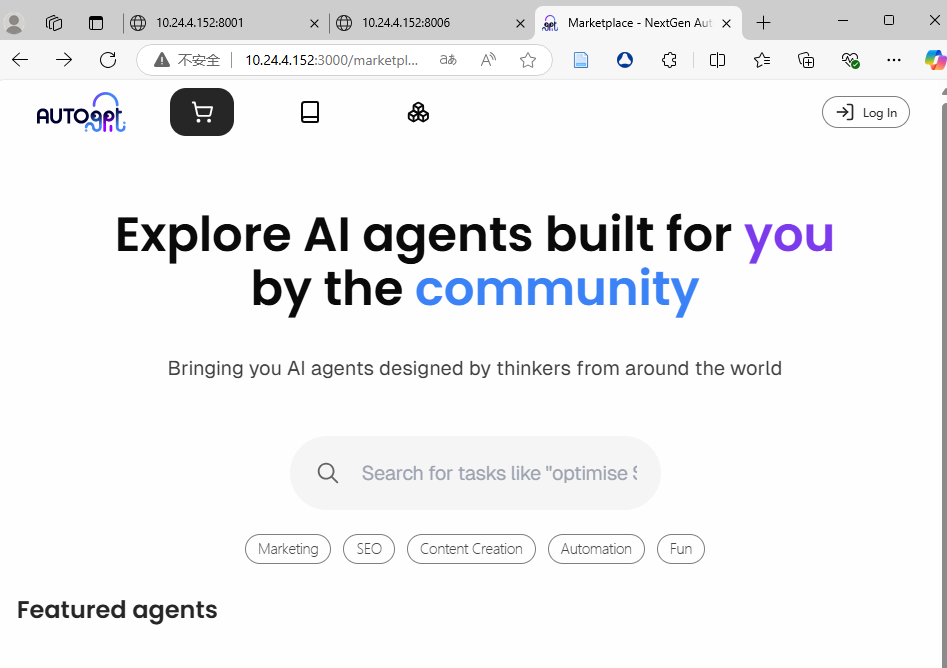 10.24.4.152:8001
10.24.4.152:8006
Marketplace - NextGen Aut
不安全
10.24.4.152:3000/marketpl...
aあ
A
AUTOgpt
Log In
Explore AI agents built for you
by the community
Bringing you AI agents designed by thinkers from around the world
Search for tasks like "optimise S
Marketing
SEO
Content Creation
Automation
Fun
Featured agents